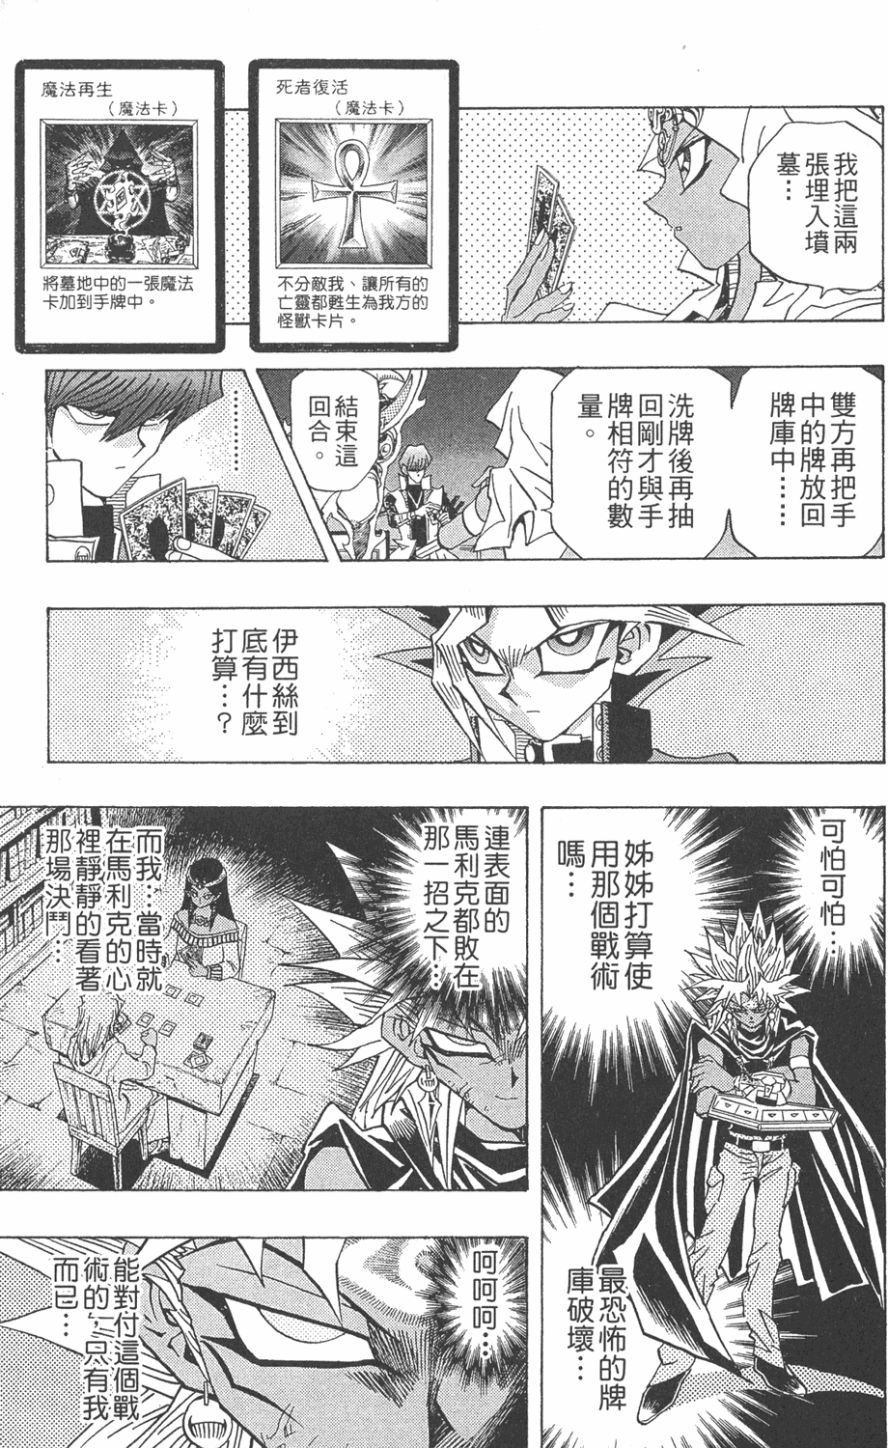 我把這兩
張埋入墳
墓…
死者復活
（魔法卡）
不分敵我、讓所有的
亡靈都甦生為我方的
怪獸卡片。
魔法再生
（魔法卡）
將墓地中的一張魔法
卡加到手牌中。
雙方再把手
中的牌放回
牌庫中……
洗牌後再抽
回剛才與手
牌相符的數
量。
結束這
回合。
………
伊西絲到
底有什麼
打算…？
可怕可怕…
姊姊打算使
用那個戰術
嗎…
最恐怖的牌
庫破壞…
連表面的
馬利克都敗在
那一招之下…
而我…當時就
在馬利克的心
裡靜靜的看著
那場決鬥…
呵呵呵…
能對付這個戰
術的，只有我
而已…